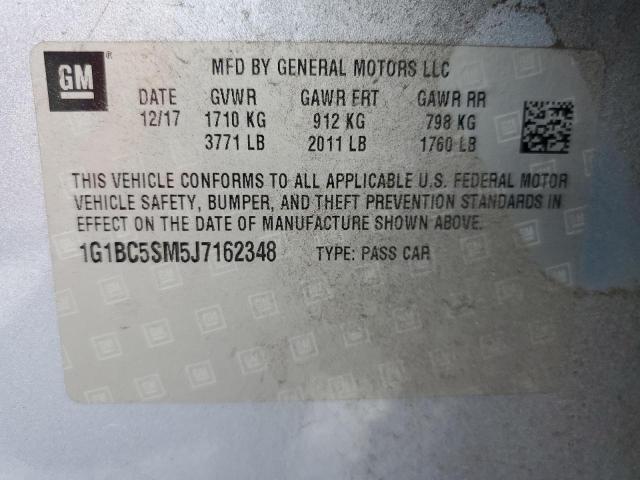 GM
MFD BY GENERAL MOTORS LLC
DATE GVWR GAWR FRT GAWR RR
12/17 1710 KG 912 KG 798 KG
3771 LB 2011 LB 1760 LB
THIS VEHICLE CONFORMS TO ALL APPLICABLE U.S. FEDERAL MOTOR
VEHICLE SAFETY, BUMPER, AND THEFT PREVENTION STANDARDS IN
EFFECT ON THE DATE OF MANUFACTURE SHOWN ABOVE.
1G1BC5SM5J7162348 TYPE: PASS CAR